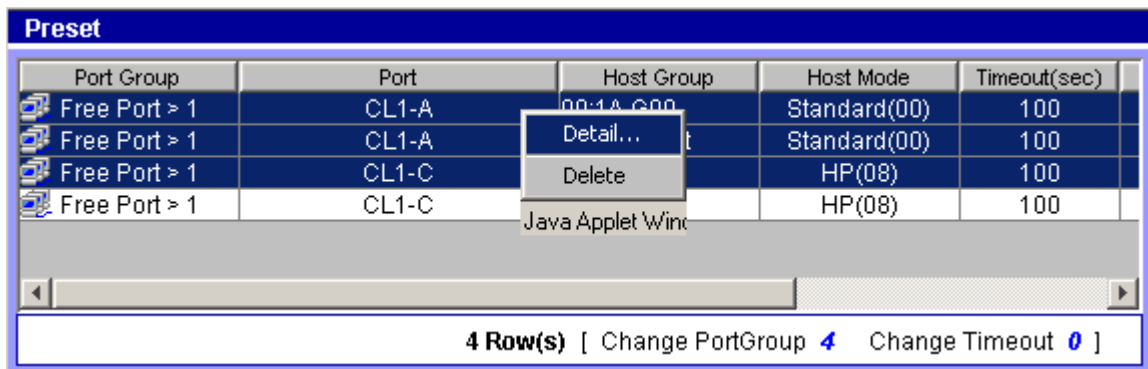 Preset
Port Group Port Host Group Host Mode Timeout(sec)
Free Port > 1 CL1-A Standard(00) 100
Free Port > 1 CL1-A Standard(00) 100
Free Port > 1 CL1-C HP(08) 100
Free Port > 1 CL1-C HP(08) 100
Detail...
Delete
Java Applet
4 Row(s) [ Change PortGroup 4 Change Timeout 0 ]